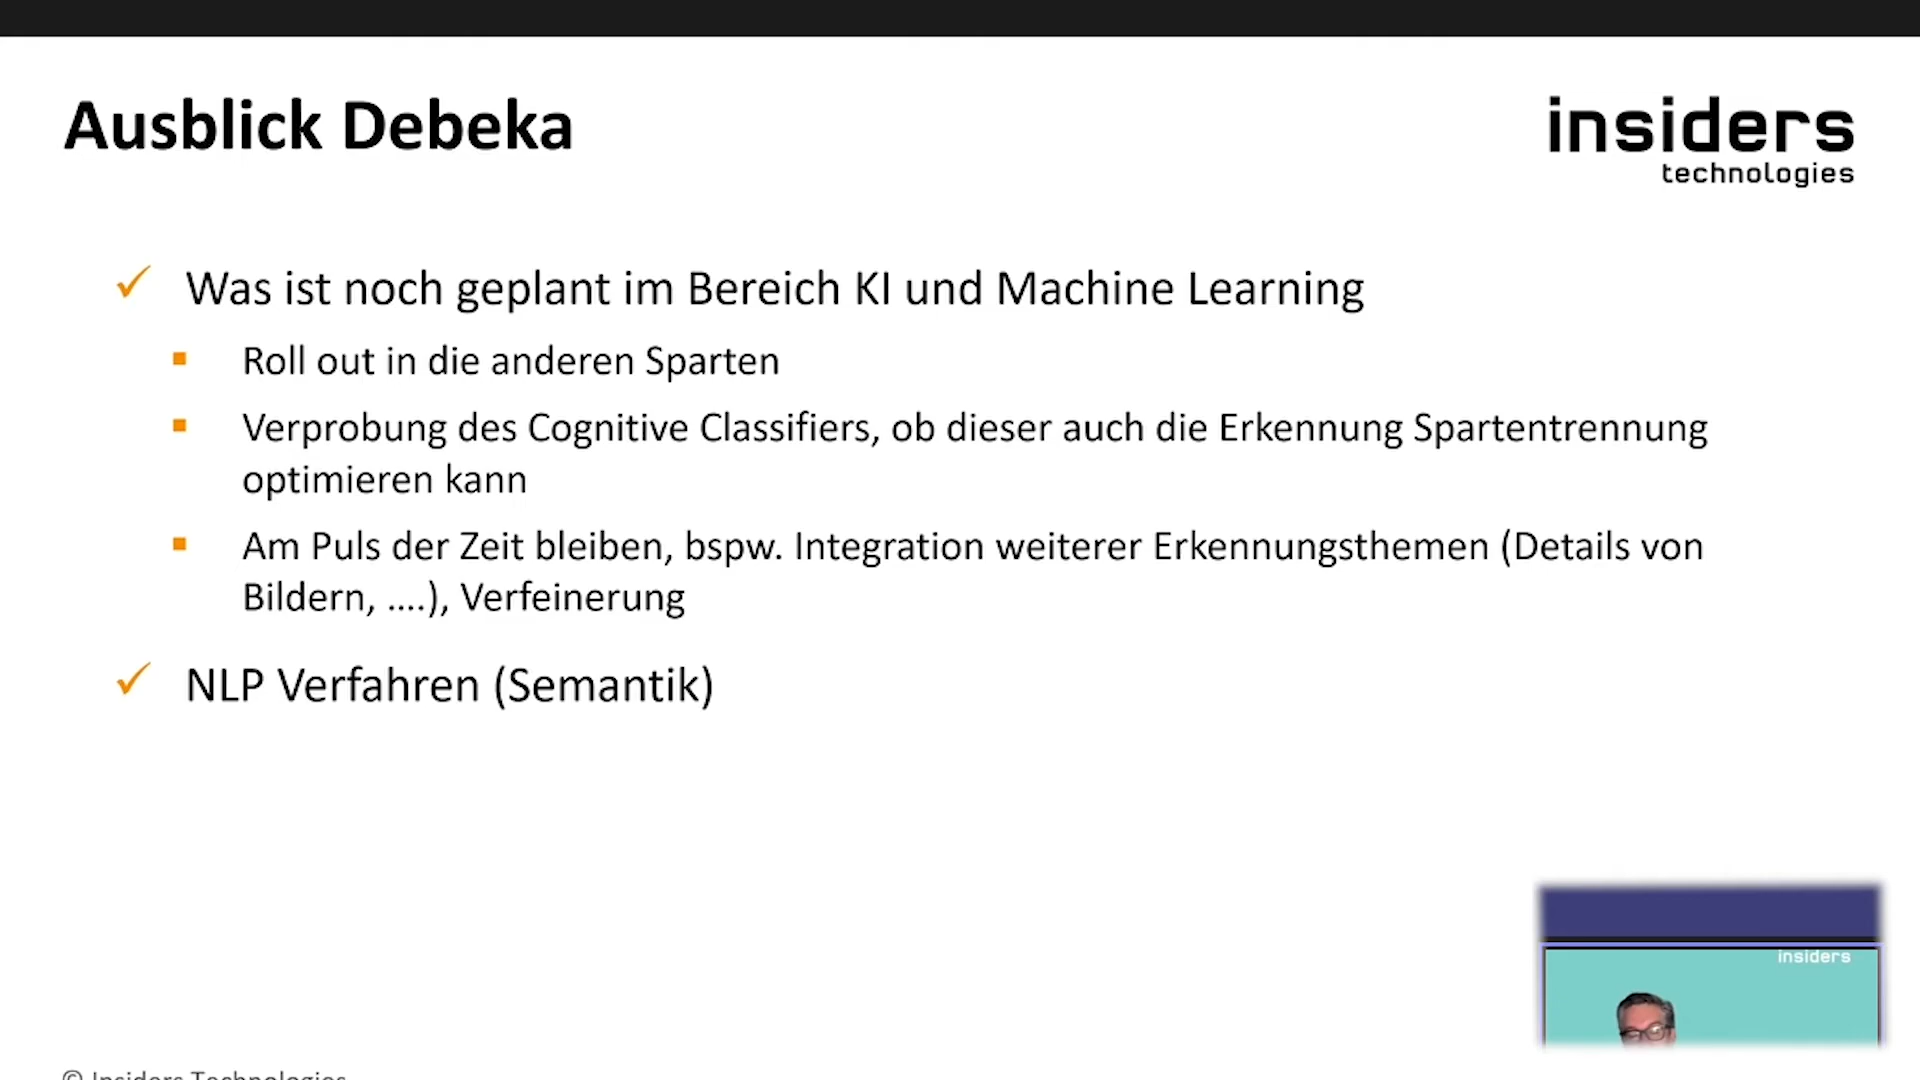 Ausblick Debeka
insiders
technologies
Was ist noch geplant im Bereich KI und Machine Learning
Roll out in die anderen Sparten
Verprobung des Cognitive Classifiers, ob dieser auch die Erkennung Spartentrennung
optimieren kann
Am Puls der Zeit bleiben, bspw. Integration weiterer Erkennungsthemen (Details von
Bildern, ....), Verfeinerung
NLP Verfahren (Semantik)
insiders
© Insiders Technologies